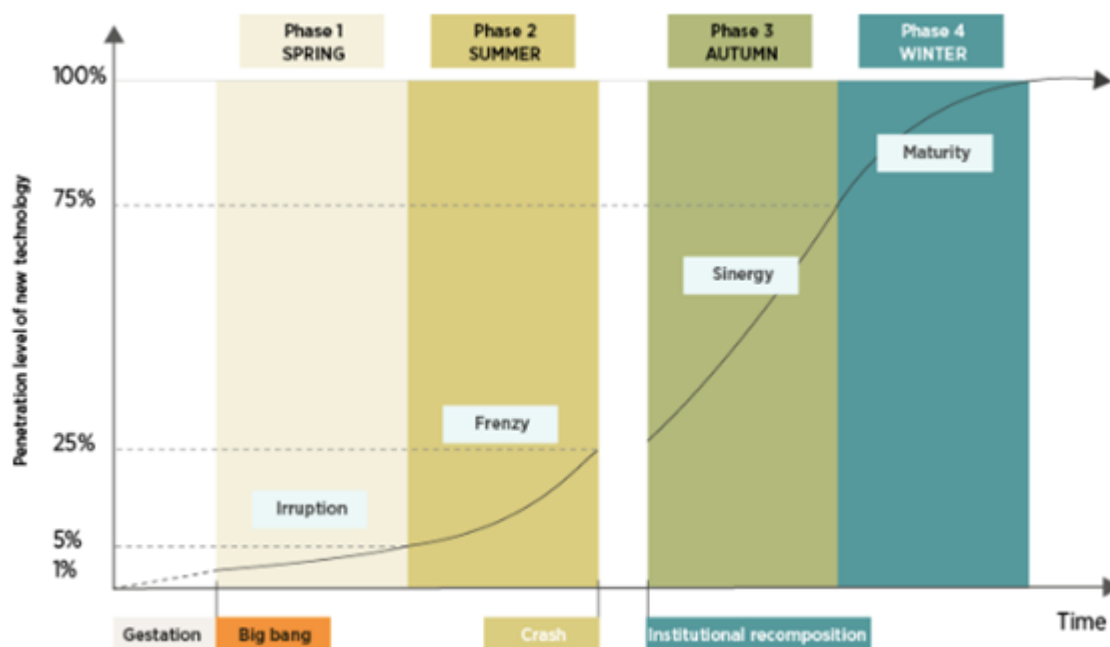 Phase 1
SPRING
Phase 2
SUMMER
Phase 3
AUTUMN
Phase 4
WINTER
100%
Maturity
75%
Penetration level of new technology
Sinergy
Frenzy
25%
Irruption
5%
1%
Time
Gestation
Big bang
Crash
Institutional recomposition